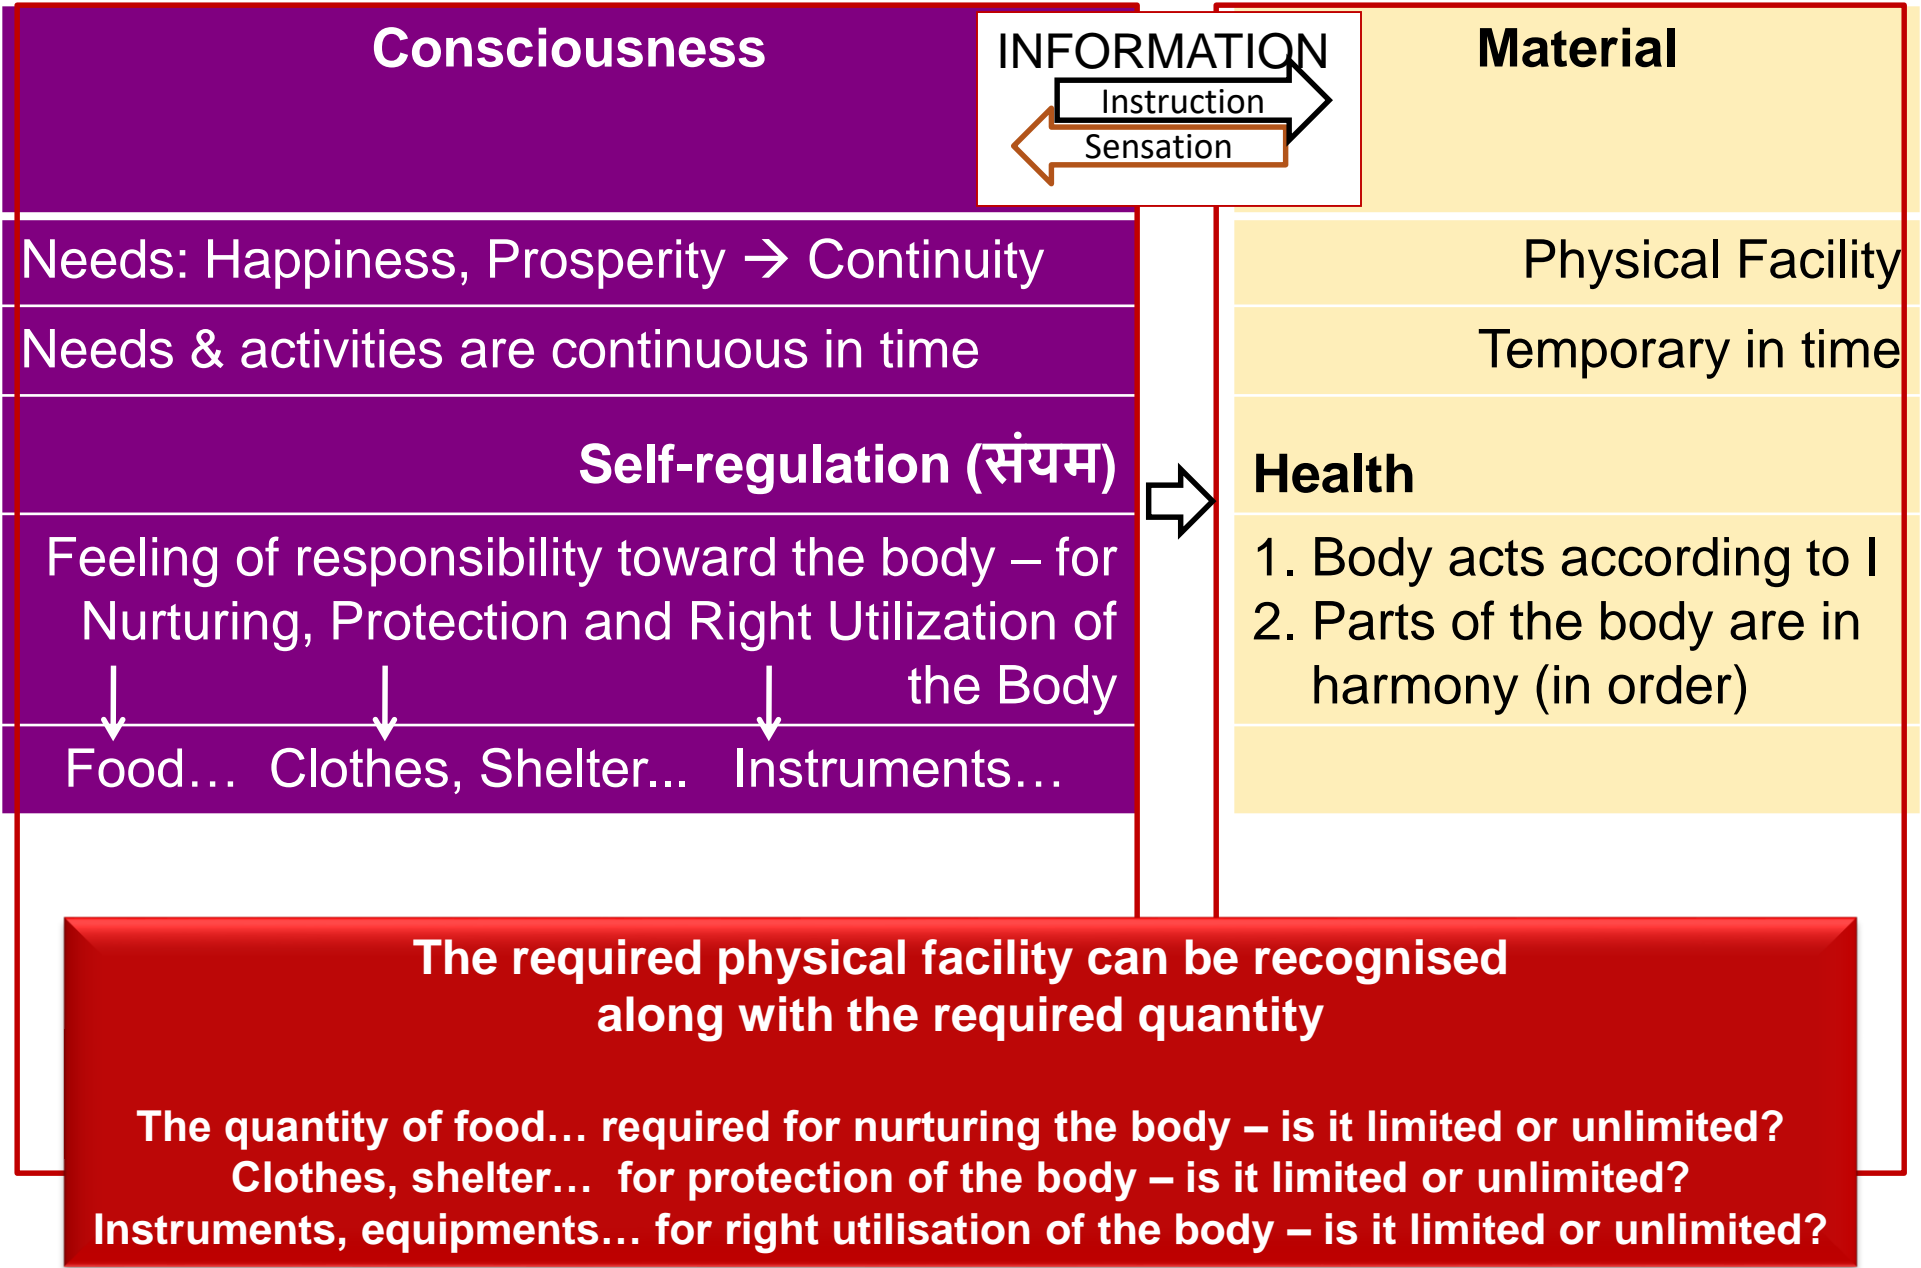 Consciousness
INFORMATION
Instruction
Sensation
Material
Needs: Happiness, Prosperity → Continuity
Physical Facility
Needs & activities are continuous in time
Temporary in time
Self-regulation (संयम)
Health
Feeling of responsibility toward the body – for
Nurturing, Protection and Right Utilization of
the Body
1. Body acts according to I
2. Parts of the body are in
harmony (in order)
Food… Clothes, Shelter... Instruments…
The required physical facility can be recognised
along with the required quantity
The quantity of food… required for nurturing the body – is it limited or unlimited?
Clothes, shelter… for protection of the body – is it limited or unlimited?
Instruments, equipments… for right utilisation of the body – is it limited or unlimited?